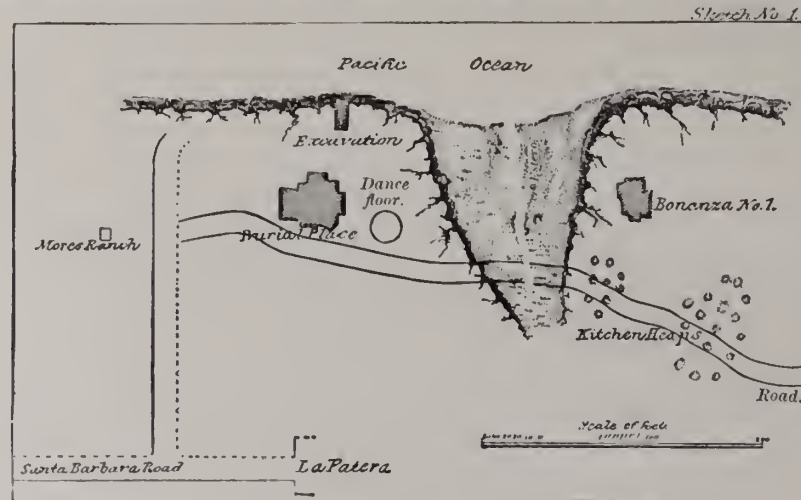 Sketch No 1.
Pacific Ocean
Excavation
Dance
floor.
Burial Place
Bonanza No. 1.
Mores Ranch
Kitchen Heaps
Road.
Scale of feet
Santa Barbara Road
La Patera